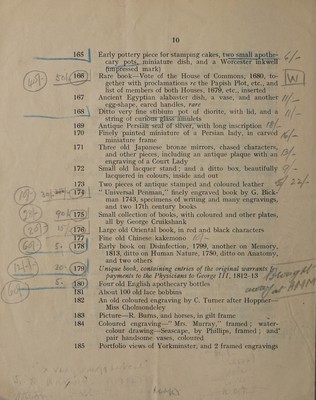 10
165 Early pottery piece for stamping cakes, two small apothe-
cary pots, miniature dish, and a Worcester inkwell
(impressed mark)
166 Rare book—Vote of the House of Commons, 1680, to-
gether with proclamations re the Papish Plot, etc., and
list of members of both Houses, 1679, etc., inserted
W
167 Ancient Egyptian alabaster dish, a vase, and another
egg-shape, eared handles, rare
11/-
168 Ditto very fine stibium pot of diorite, with lid, and a
string of curious glass amulets
11/-
169 Antique Persian seal of silver, with long inscription
170 Finely painted miniature of a Persian lady, in carved
miniature frame
171 Three old Japanese bronze mirrors, chased characters,
and other pieces, including an antique plaque with an
engraving of a Court Lady
172 Small old lacquer stand; and a ditto box, beautifully
lacquered in colours, inside and out
173 Two pieces of antique stamped and coloured leather
22/-
174 "Universal Penman," finely engraved book by G. Bick-
man 1743, specimens of writing and many engravings,
and two 17th century books
175 Small collection of books, with coloured and other plates,
all by George Cruikshank
176 Large old Oriental book, in red and black characters
177 Fine old Chinese kakemono
178 Early book on Disinfection, 1799, another on Memory,
1813, ditto on Human Nature, 1750, ditto on Anatomy,
and two others
179 Unique book, containing entries of the original warrants
payments to the Physicians to George III, 1812-13
180 Four old English apothecary bottles
181 About 100 old lace bobbins
182 An old coloured engraving by C. Turner after Hoppner—
Miss Cholmondeley
183 Picture—R. Burns, and horses, in gilt frame
184 Coloured engraving—"Mrs. Murray," framed; water-
colour drawing—Seascape, by Phillips, framed; and
pair handsome vases, coloured
185 Portfolio views of Yorkminster, and 2 framed engravings